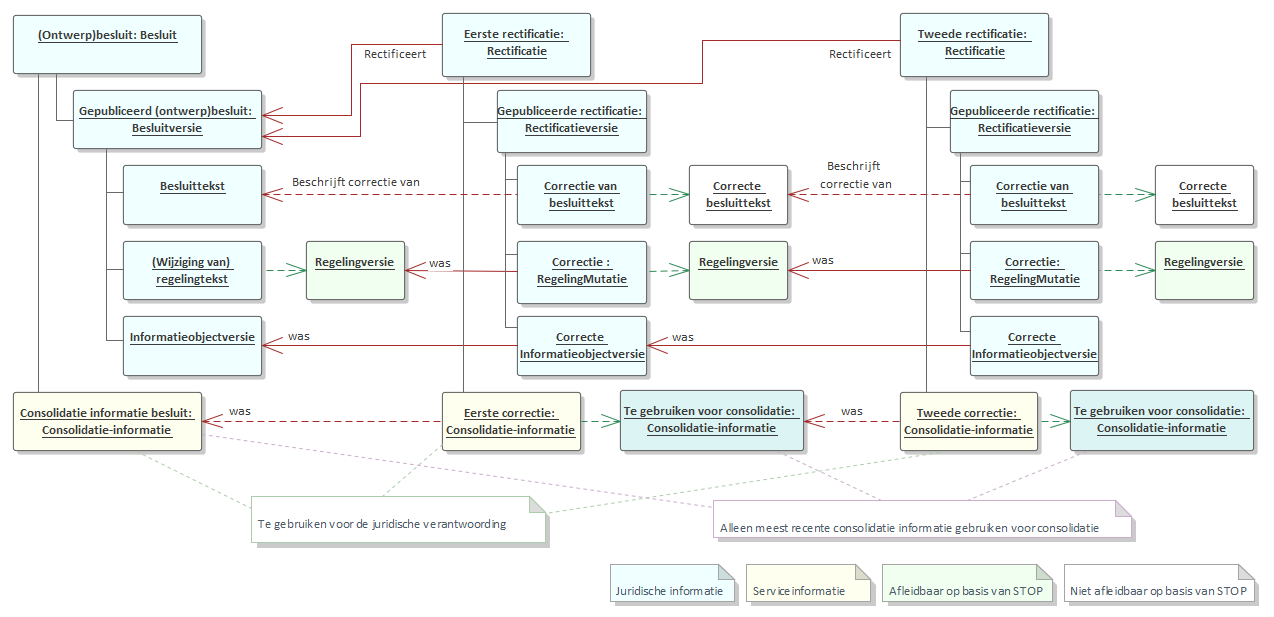 (Ontwerp)besluit: Besluit
Eerste rectificatie:
Rectificatie
Tweede rectificatie:
Rectificatie
Rectificeert
Rectificeert
Gepubliceerd (ontwerp)besluit:
Besluitversie
Gepubliceerde rectificatie:
Rectificatieversie
Gepubliceerde rectificatie:
Rectificatieversie
Besluittekst
Beschrijft correctie van
Correctie van
besluittekst
Correcte
besluittekst
Beschrijft
correctie van
Correctie van
besluittekst
Correcte
besluittekst
(Wijziging van)
regelingtekst
Regelingversie
was
Correctie :
RegelingMutatie
Regelingversie
was
Correctie:
RegelingMutatie
Regelingversie
Informatieobjectversie
was
Correcte
Informatieobjectversie
was
Correcte
Informatieobjectversie
Consolidatie informatie besluit:
Consolidatie-informatie
was
Eerste correctie:
Consolidatie-informatie
Te gebruiken voor consolidatie:
Consolidatie-informatie
was
Tweede correctie:
Consolidatie-informatie
Te gebruiken voor consolidatie:
Consolidatie-informatie
Te gebruiken voor de juridische verantwoording
Alleen meest recente consolidatie informatie gebruiken voor consolidatie
Juridische informatie
Serviceinformatie
Afleidbaar op basis van STOP
Niet afleidbaar op basis van STOP